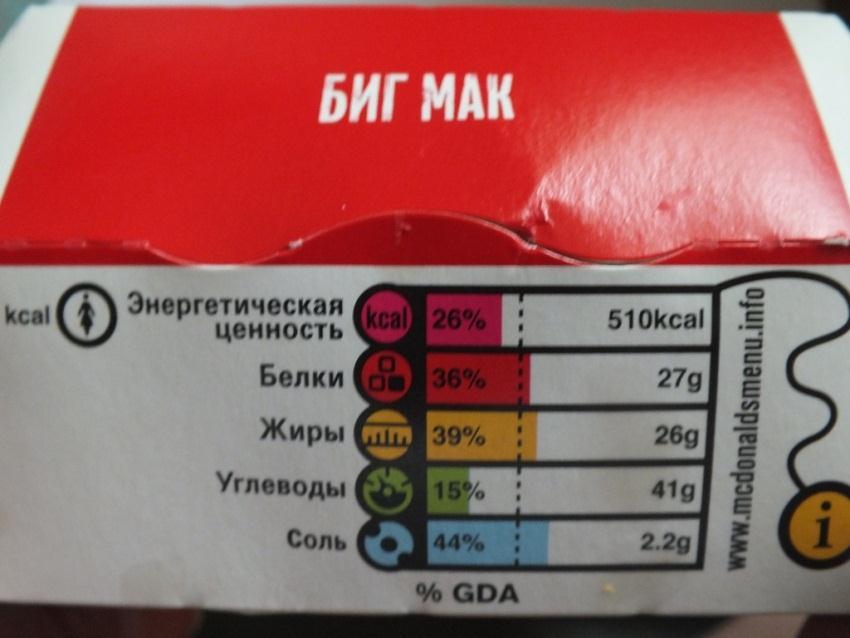 БИГ МАК
kcal Энергетическая ценность kcal 26% 510kcal
Белки 36% 27g
Жиры 39% 26g
Углеводы 15% 41g
Соль 44% 2.2g
% GDA
www.mcdonaldsmenu.info
i